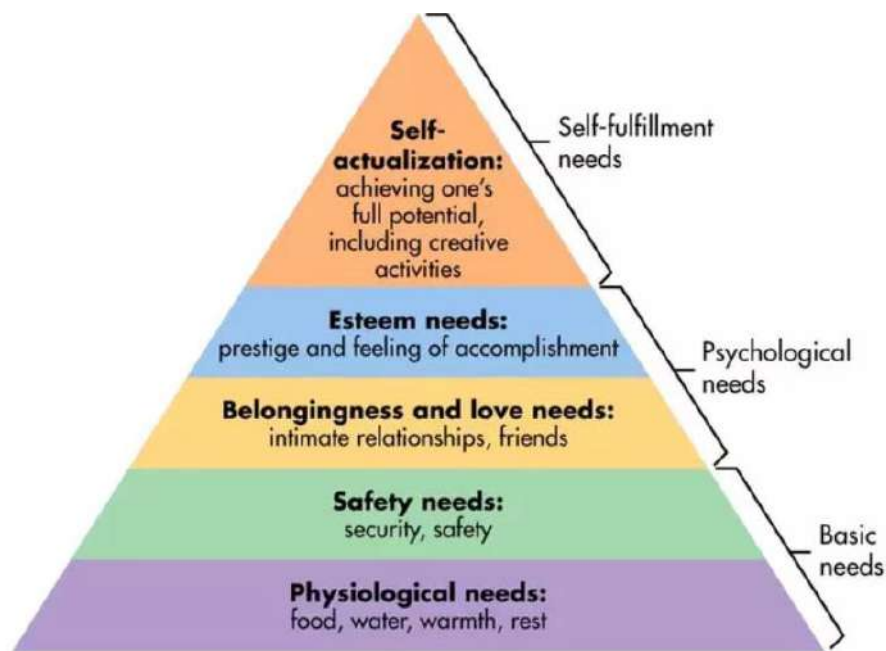 Self-
actualization:
achieving one's
full potential,
including creative
activities
Self-fulfillment
needs
Esteem needs:
prestige and feeling of accomplishment
Psychological
needs
Belongingness and love needs:
intimate relationships, friends
Safety needs:
security, safety
Basic
needs
Physiological needs:
food, water, warmth, rest